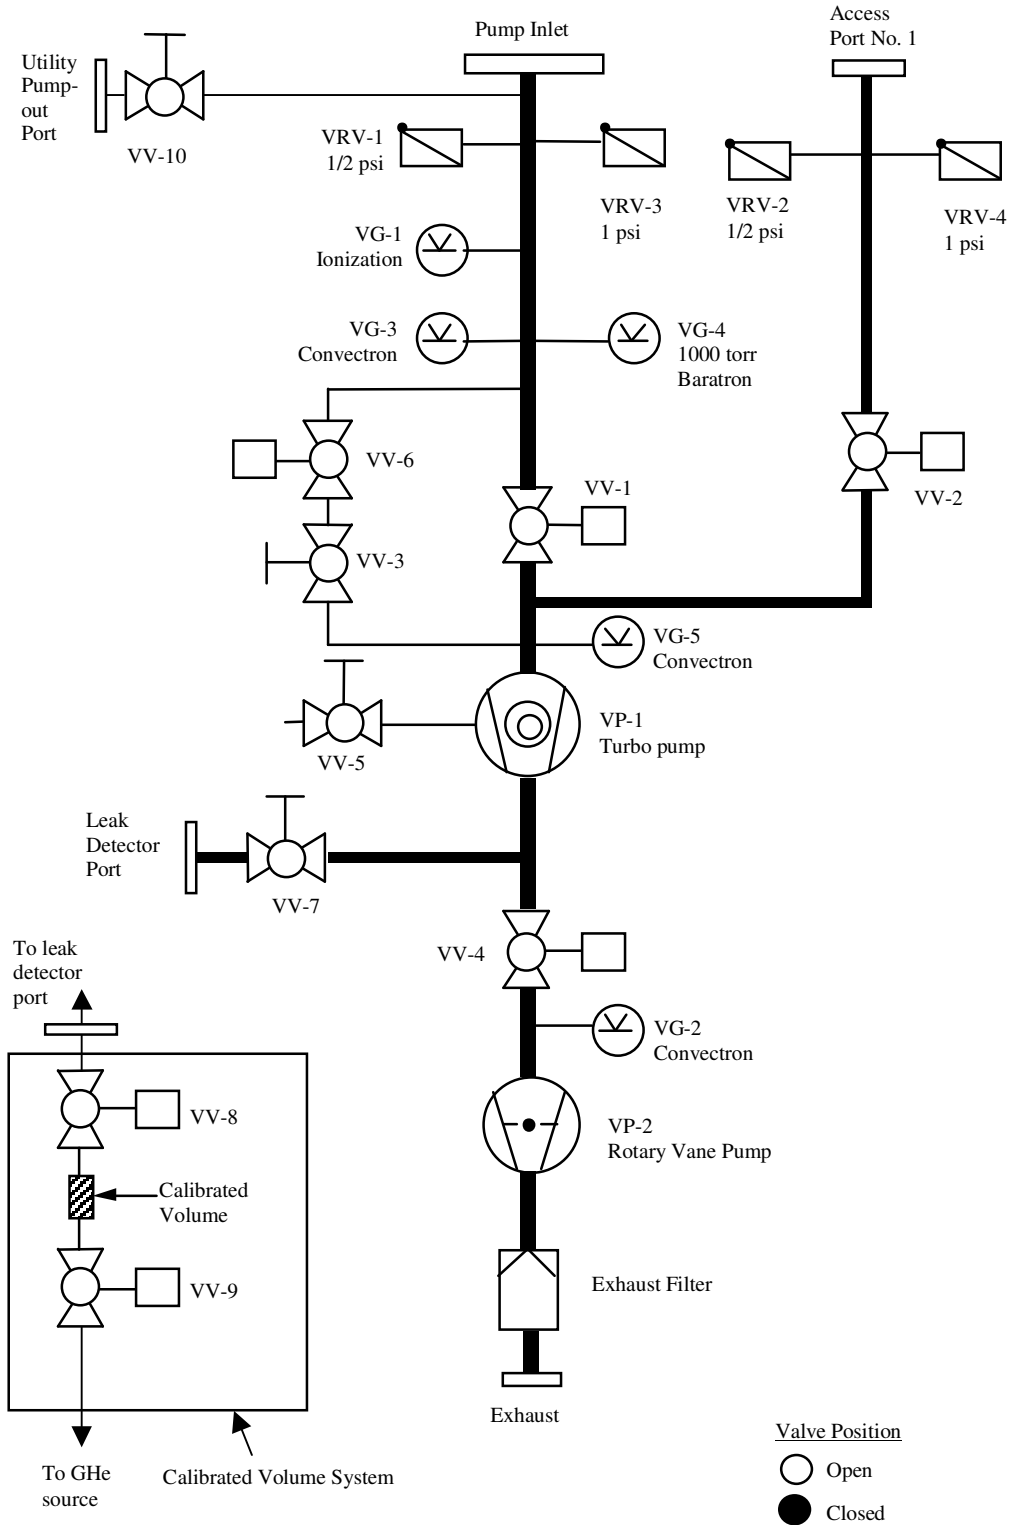 Pump Inlet
Access
Port No. 1
Utility
Pump-
out
Port
VV-10
VRV-1
1/2 psi
VRV-3
1 psi
VRV-2
1/2 psi
VRV-4
1 psi
VG-1
Ionization
VG-3
Convectron
VG-4
1000 torr
Baratron
VV-6
VV-1
VV-2
VV-3
VG-5
Convectron
VV-5
VP-1
Turbo pump
Leak
Detector
Port
VV-7
VV-4
To leak
detector
port
VG-2
Convectron
VV-8
VP-2
Rotary Vane Pump
Calibrated
Volume
VV-9
Exhaust Filter
Exhaust
To GHe
source
Calibrated Volume System
Valve Position
Open
Closed